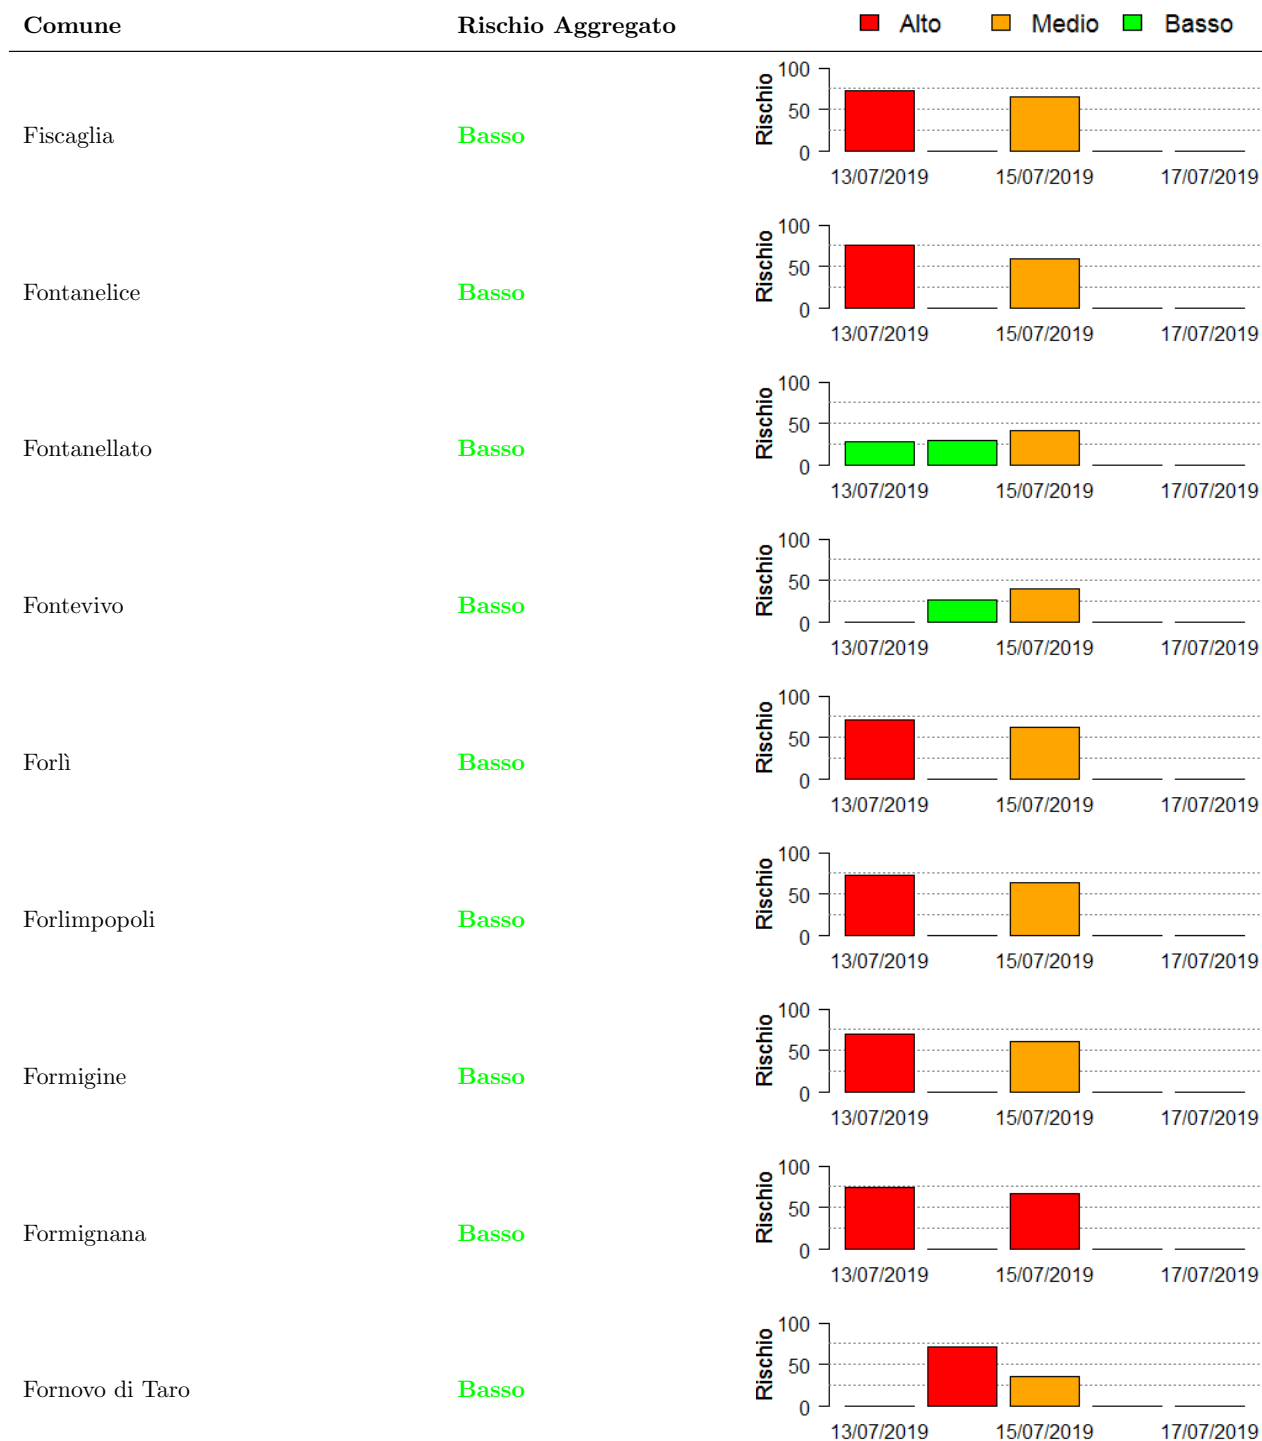 Comune Rischio Aggregato Alto Medio Basso
Fiscaglia Basso Rischio 100 50 0
13/07/2019 15/07/2019 17/07/2019
Fontanelice Basso Rischio 100 50 0
13/07/2019 15/07/2019 17/07/2019
Fontanellato Basso Rischio 100 50 0
13/07/2019 15/07/2019 17/07/2019
Fontevivo Basso Rischio 100 50 0
13/07/2019 15/07/2019 17/07/2019
Forlì Basso Rischio 100 50 0
13/07/2019 15/07/2019 17/07/2019
Forlimpopoli Basso Rischio 100 50 0
13/07/2019 15/07/2019 17/07/2019
Formigine Basso Rischio 100 50 0
13/07/2019 15/07/2019 17/07/2019
Formignana Basso Rischio 100 50 0
13/07/2019 15/07/2019 17/07/2019
Fornovo di Taro Basso Rischio 100 50 0
13/07/2019 15/07/2019 17/07/2019